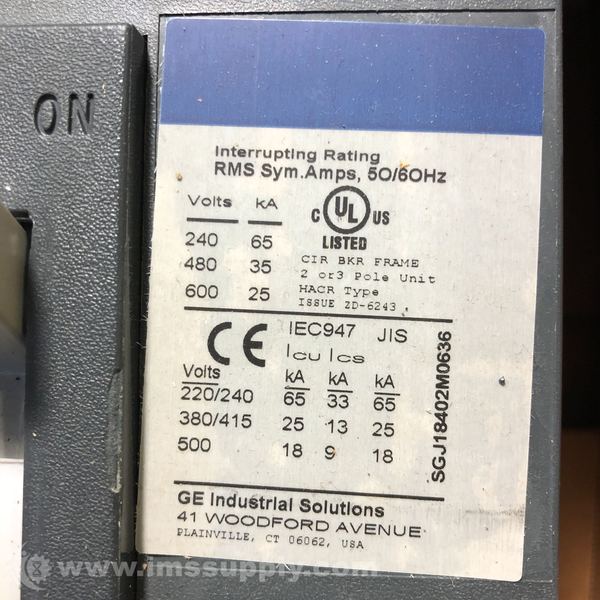 ON
Interrupting Rating
RMS Sym.Amps, 50/60Hz
Volts kA
240 65
480 35
600 25
C UL US
LISTED
CIR BKR FRAME
2 or3 Pole Unit
HACR Type
ISSUE ZD-6243
CE IEC947 JIS
Icu Ics
Volts kA kA kA
220/240 65 33 65
380/415 25 13 25
500 18 9 18
SGJ18402M0636
GE Industrial Solutions
41 WOODFORD AVENUE
PLAINVILLE, CT 06062, USA
www.imssupply.com